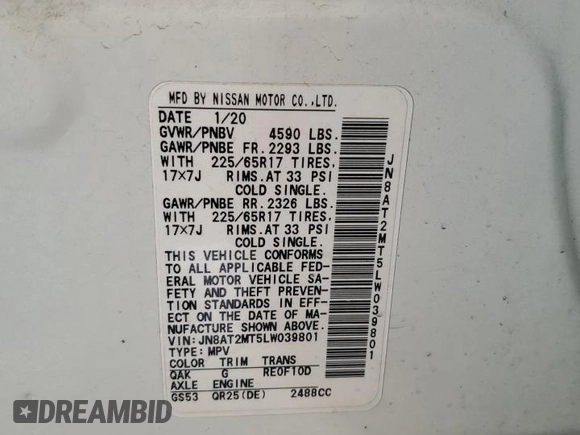 MFD BY NISSAN MOTOR CO.,LTD.
DATE 1/20
GVWR/PNBV 4590 LBS.
GAWR/PNBE FR.2293 LBS.
WITH 225/65R17 TIRES,
17×7J RIMS.AT 33 PSI
COLD SINGLE.
GAWR/PNBE RR.2326 LBS.
WITH 225/65R17 TIRES,
17×7J RIMS.AT 33 PSI
COLD SINGLE.
THIS VEHICLE CONFORMS
TO ALL APPLICABLE FED-
ERAL MOTOR VEHICLE SA-
FETY AND THEFT PREVEN-
TION STANDARDS IN EFF-
ECT ON THE DATE OF MA-
NUFACTURE SHOWN ABOVE.
VIN:JN8AT2MT5LW039801
TYPE:MPV
COLOR TRIM TRANS
QAK G RE0F10D
AXLE ENGINE
GS53 QR25(DE) 2488CC
JN8AT2MT5LW039801
DREAMBID